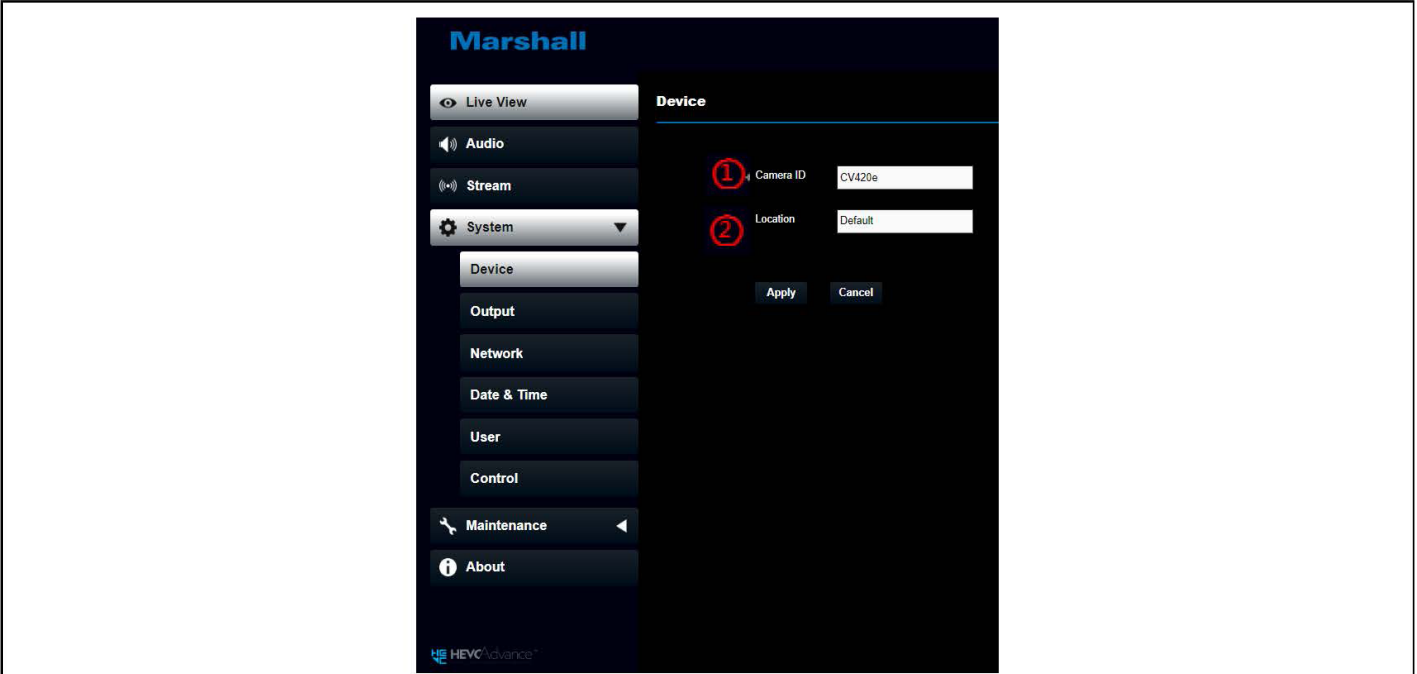 Marshall
Live View
Audio
Stream
System
Device
Output
Network
Date & Time
User
Control
Maintenance
About
HEVC Advance™
Device
1 Camera ID CV420e
2 Location Default
Apply Cancel